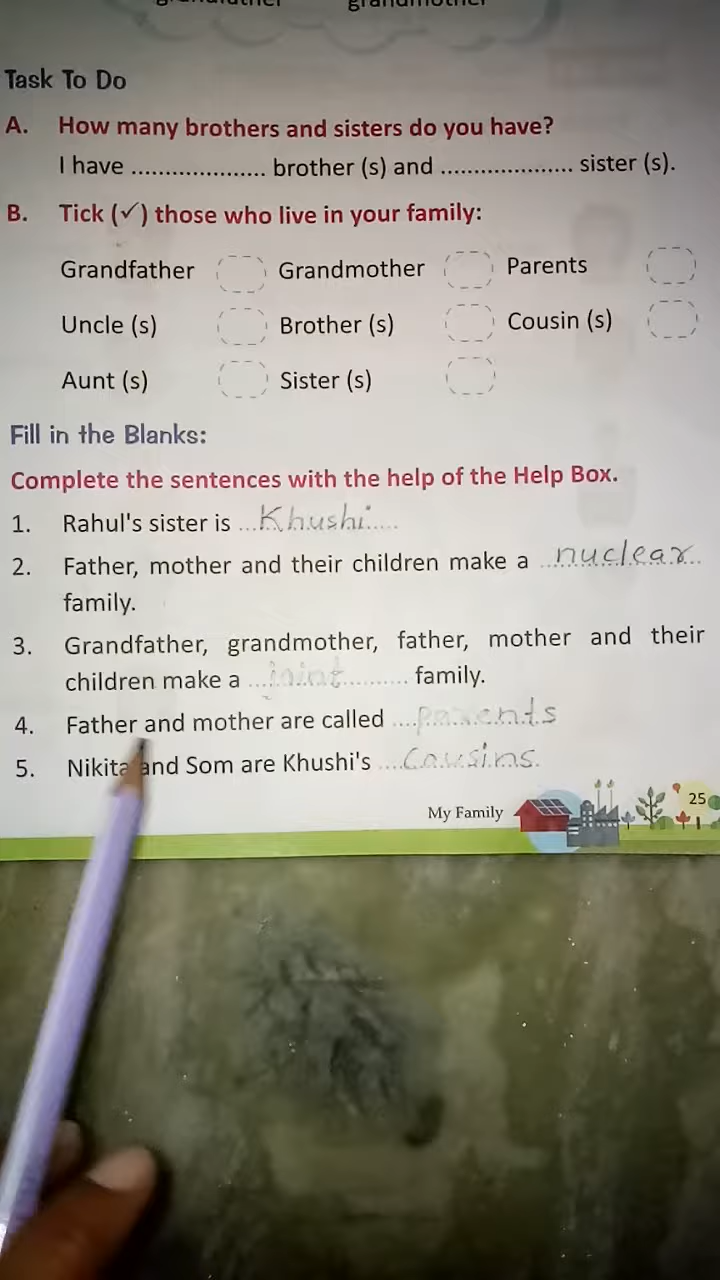 grandfather grandmother
Task To Do
A. How many brothers and sisters do you have?
I have .................... brother (s) and .................... sister (s).
B. Tick (✓) those who live in your family:
Grandfather Grandmother Parents
Uncle (s) Brother (s) Cousin (s)
Aunt (s) Sister (s)
Fill in the Blanks:
Complete the sentences with the help of the Help Box.
1. Rahul's sister is ...Khushi.....
2. Father, mother and their children make a ...nuclear...
family.
3. Grandfather, grandmother, father, mother and their
children make a ...joint.......... family.
4. Father and mother are called ....parents
5. Nikita and Som are Khushi's ....Cousins.
My Family 25